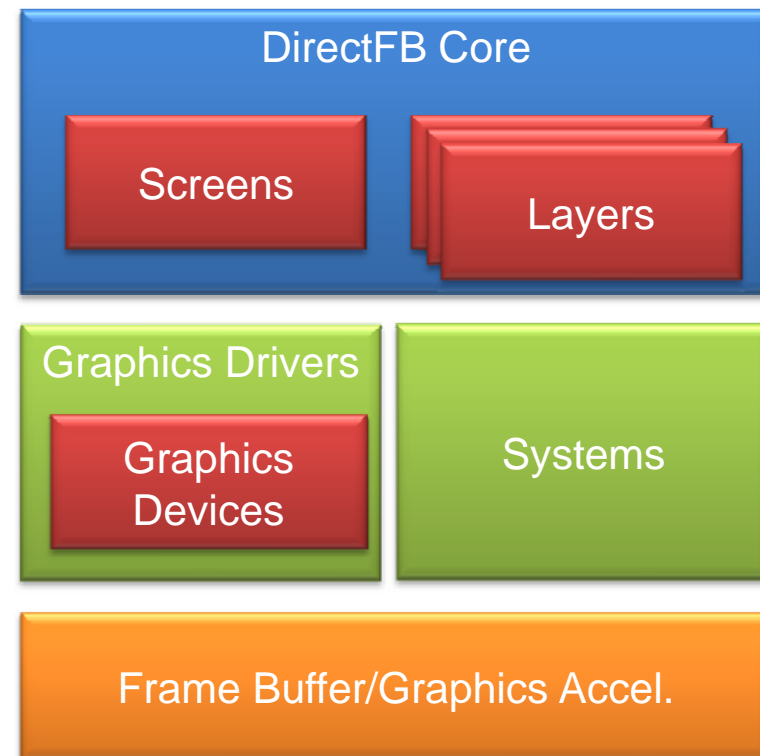 DirectFB Core
Screens
Layers
Graphics Drivers
Graphics
Devices
Systems
Frame Buffer/Graphics Accel.